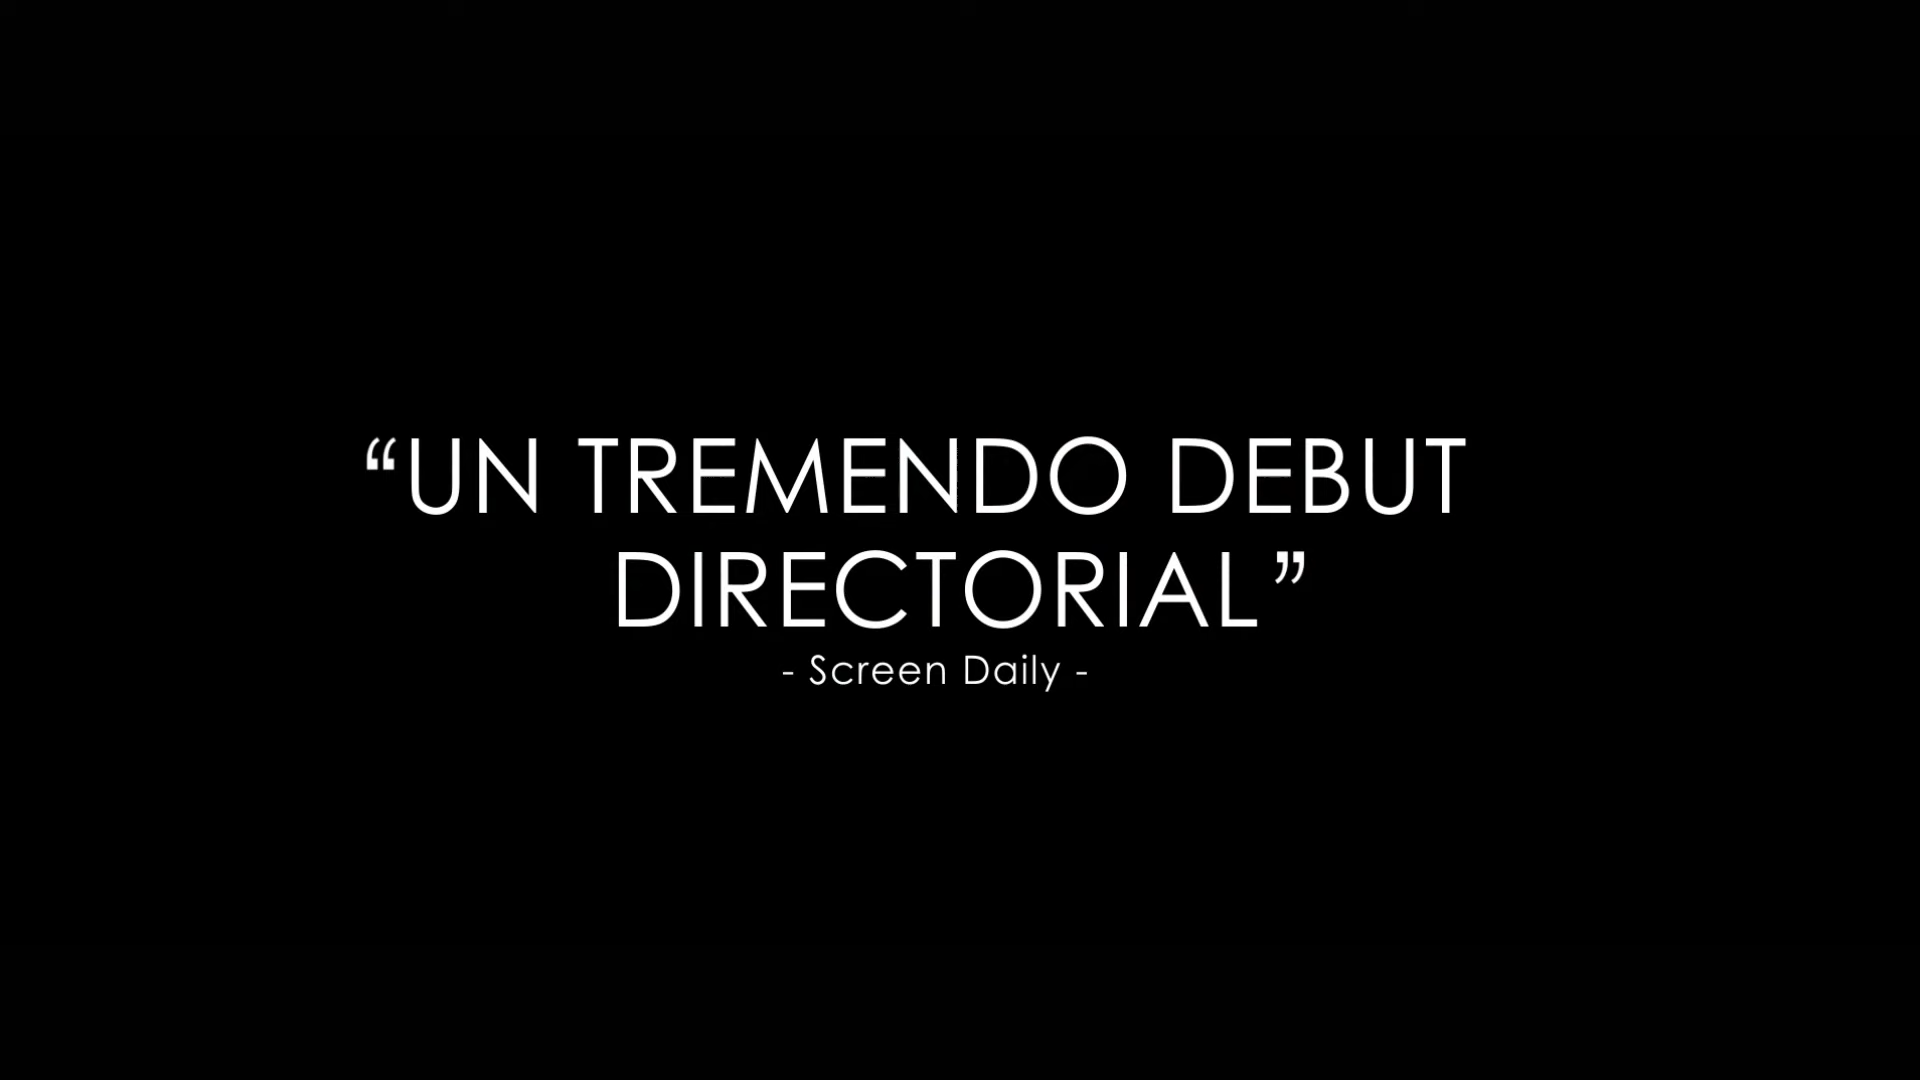 “UN TREMENDO DEBUT
DIRECTORIAL”
- Screen Daily -